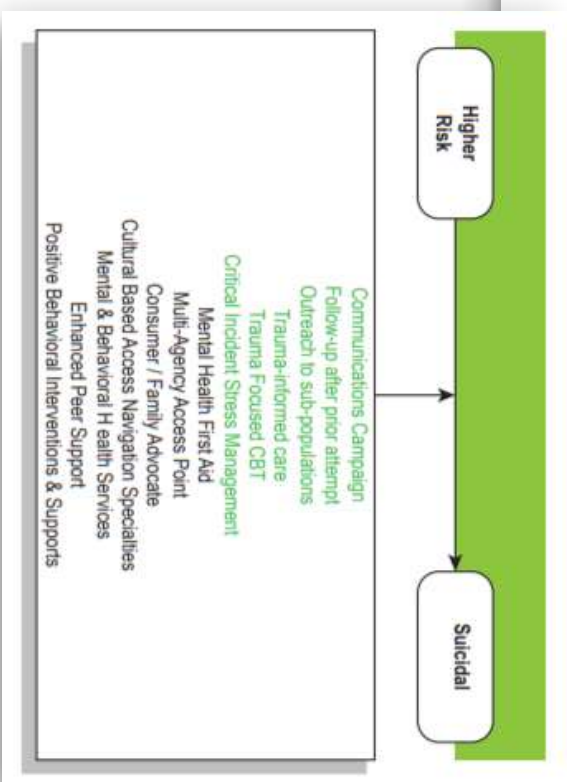 Higher
Risk
Suicidal
Communications Campaign
Follow-up after prior attempt
Outreach to sub-populations
Trauma-informed care
Trauma Focused CBT
Critical Incident Stress Management
Mental Health First Aid
Multi-Agency Access Point
Consumer / Family Advocate
Cultural Based Access Navigation Specialties
Mental & Behavioral H ealth Services
Enhanced Peer Support
Positive Behavioral Interventions & Supports